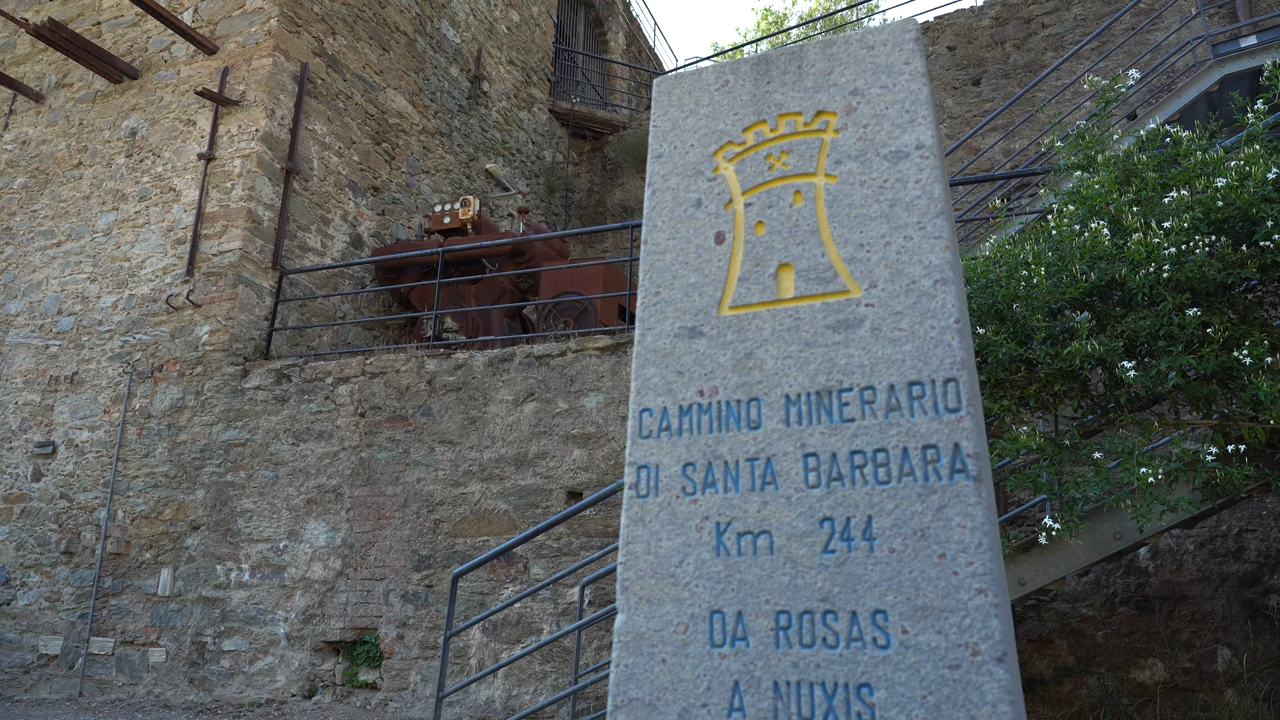 CAMMINO MINERARIO
DI SANTA BARBARA
Km 244
DA ROSAS
A NUXIS